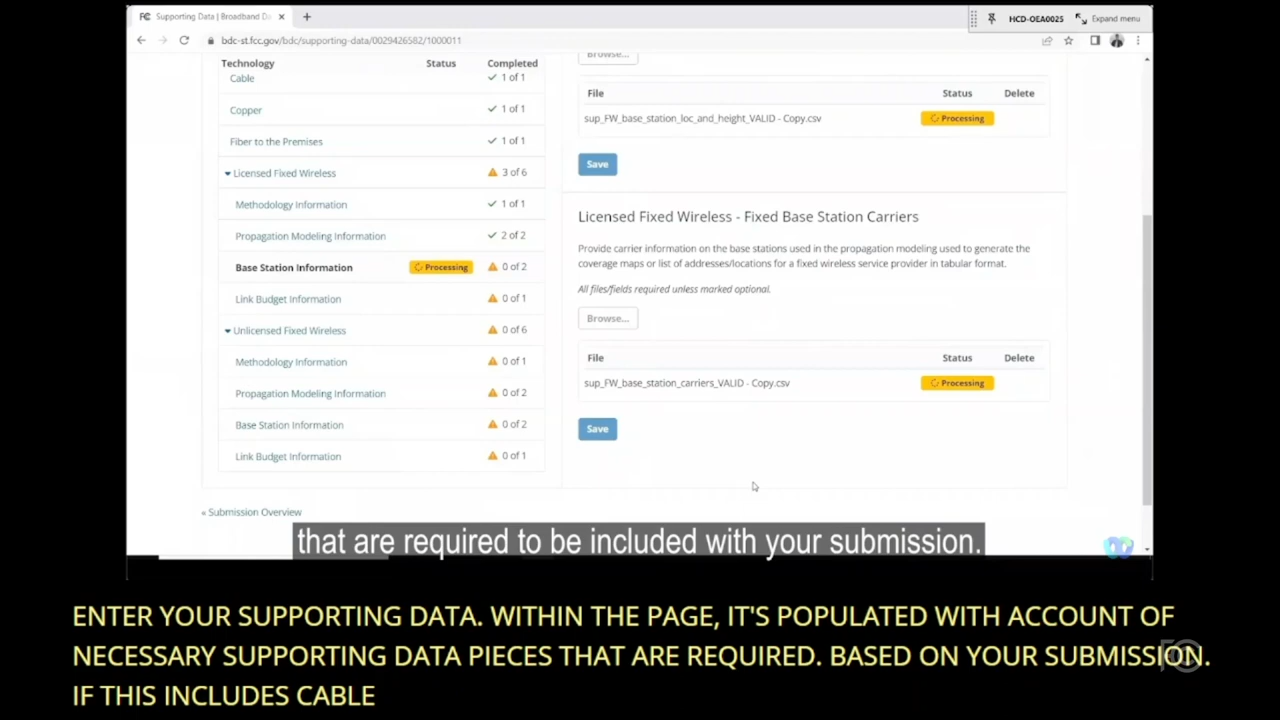 Supporting Data | Broadband Da
HCD-OEA0025
Expand menu
bdc-st.fcc.gov/bdc/supporting-data/0029426582/1000011
Technology Status Completed
Cable 1 of 1
Copper 1 of 1
Fiber to the Premises 1 of 1
Licensed Fixed Wireless 3 of 6
Methodology Information 1 of 1
Propagation Modeling Information 2 of 2
Base Station Information Processing 0 of 2
Link Budget Information 0 of 1
Unlicensed Fixed Wireless 0 of 6
Methodology Information 0 of 1
Propagation Modeling Information 0 of 2
Base Station Information 0 of 2
Link Budget Information 0 of 1
« Submission Overview
Browse...
File Status Delete
sup_FW_base_station_loc_and_height_VALID - Copy.csv Processing
Save
Licensed Fixed Wireless - Fixed Base Station Carriers
Provide carrier information on the base stations used in the propagation modeling used to generate the
coverage maps or list of addresses/locations for a fixed wireless service provider in tabular format.
All files/fields required unless marked optional.
Browse...
File Status Delete
sup_FW_base_station_carriers_VALID - Copy.csv Processing
Save
that are required to be included with your submission.
ENTER YOUR SUPPORTING DATA. WITHIN THE PAGE, IT'S POPULATED WITH ACCOUNT OF
NECESSARY SUPPORTING DATA PIECES THAT ARE REQUIRED. BASED ON YOUR SUBMISSION.
IF THIS INCLUDES CABLE